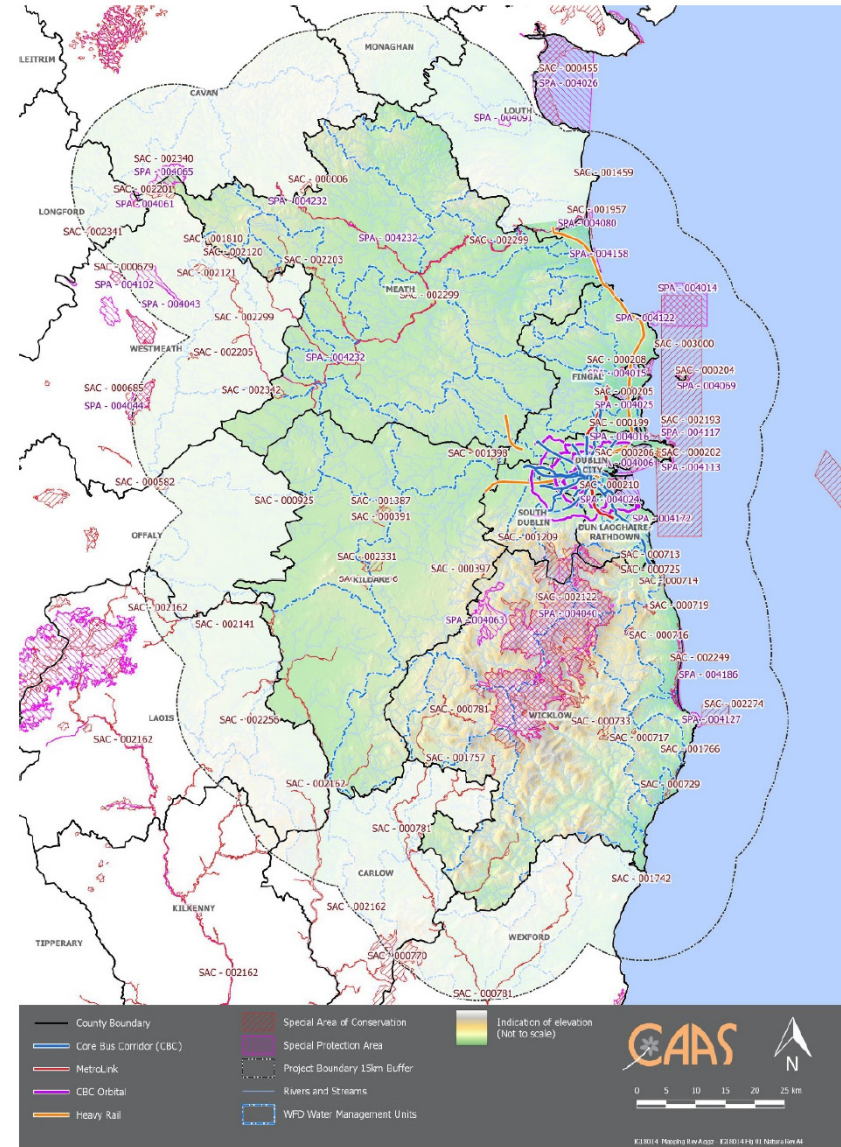 MONAGHAN
LEITRIM
CAVAN
SAC - 000455
SPA - 004026
LOUTH
SPA - 004091
SAC - 002340
SPA - 004065
SAC - 001459
SAC - 000006
SAC - 002201
SPA - 004061
SPA - 004232
LONGFORD
SAC - 001957
SPA - 004080
SAC - 002341
SAC - 001810
SPA - 004232
SAC - 002299
SAC - 002120
SPA - 004158
SAC - 002203
SAC - 000679
SAC - 002121
SPA - 004102
MEATH
SPA - 004014
SAC - 002299
SPA - 004043
SAC - 002299
SPA - 004122
SAC - 003000
WESTMEATH
SAC - 002205
SPA - 004232
SAC - 000208
SPA - 004015
SAC - 000204
FINGAL
SPA - 004069
SAC - 000685
SAC - 002342
SAC - 000205
SPA - 004044
SPA - 004025
SAC - 000199
SAC - 002193
SPA - 004016
SPA - 004117
SAC - 001398
SAC - 000206
SAC - 000202
DUBLIN
CITY
004006
SPA - 004113
SAC - 000582
SAC - 000210
SAC - 000925
SAC - 001387
SPA - 004024
SAC - 000391
SOUTH
DUBLIN
SPA - 004172
OFFALY
DUN LAOGHAIRE
RATHDOWN
SAC - 001209
SAC - 002331
SAC - 000713
SAC - 000397
SAC - 000725
KILDARE
SAC - 000714
SAC - 002162
SAC - 002122
SAC - 000719
SPA - 004063
SPA - 004040
SAC - 002141
SAC - 000716
SAC - 002249
SPA - 004186
SAC - 002274
SAC - 000781
LAOIS
WICKLOW
SPA - 004127
SAC - 002256
SAC - 000733
SAC - 002162
SAC - 000717
SAC - 001766
SAC - 001757
SAC - 002162
SAC - 000729
SAC - 000781
CARLOW
SAC - 001742
KILKENNY
SAC - 002162
WEXFORD
TIPPERARY
SAC - 000770
SAC - 002162
SAC - 000781
County Boundary
Core Bus Corridor (CBC)
MetroLink
CBC Orbital
Heavy Rail
Special Area of Conservation
Special Protection Area
Project Boundary 15km Buffer
Rivers and Streams
WFD Water Management Units
Indication of elevation
(Not to scale)
CAAS
N
0 5 10 15 20 25 km